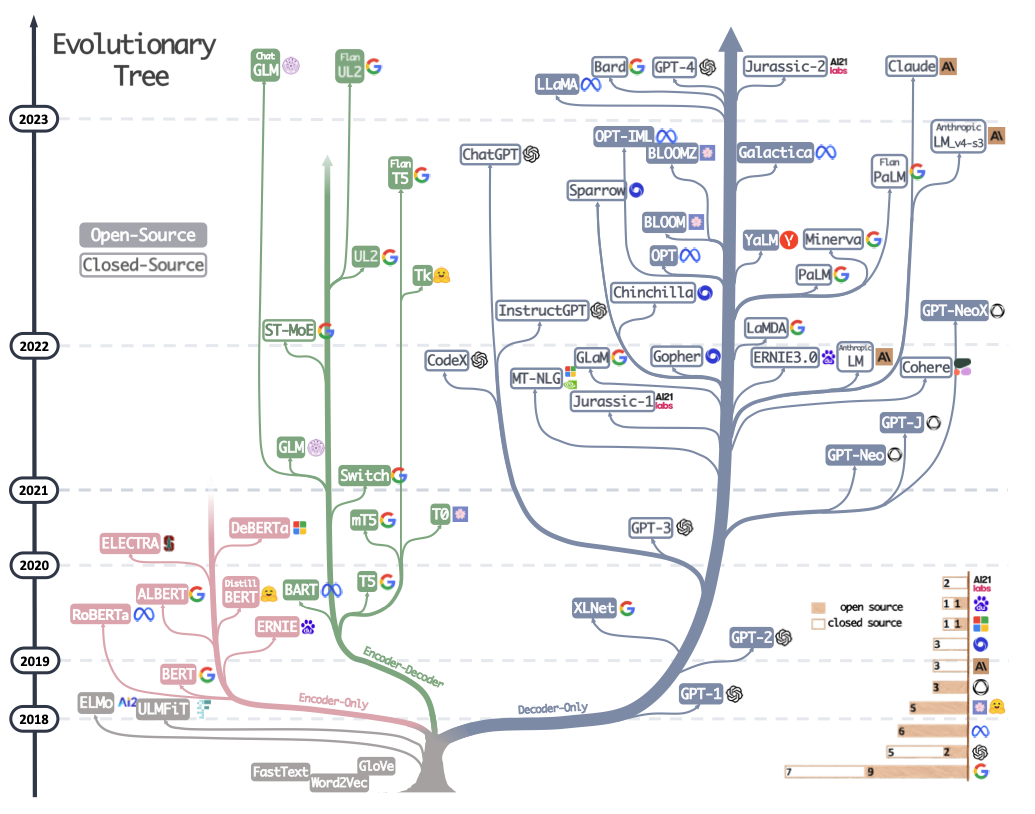 Evolutionary
Tree
2023
2022
2021
2020
2019
2018
Open-Source
Closed-Source
Chat
GLM
Flan
UL2
Flan
T5
UL2
Tk
ST-MoE
GLM
Switch
mT5
T0
DeBERTa
ELECTRA
ALBERT
Distill
BERT
BART
T5
RoBERTa
ERNIE
BERT
ELMo
Ai2
ULMFiT
FastText
Word2Vec
GloVe
Encoder-Only
Encoder-Decoder
Decoder-Only
Bard
GPT-4
Jurassic-2
AI21
labs
Claude
A\
LLaMA
OPT-IML
BLOOMZ
Galactica
Anthropic
LM_v4-s3
A\
ChatGPT
Flan
PaLM
Sparrow
BLOOM
YaLM
Y
Minerva
OPT
PaLM
Chinchilla
InstructGPT
GPT-NeoX
LaMDA
CodeX
GLaM
Gopher
ERNIE3.0
Anthropic
LM
A\
Cohere
MT-NLG
Jurassic-1
AI21
labs
GPT-J
GPT-Neo
GPT-3
XLNet
GPT-2
GPT-1
open source
closed source
2
AI21
labs
1 1
1 1
3
3
A\
3
5
6
5 2
7 9